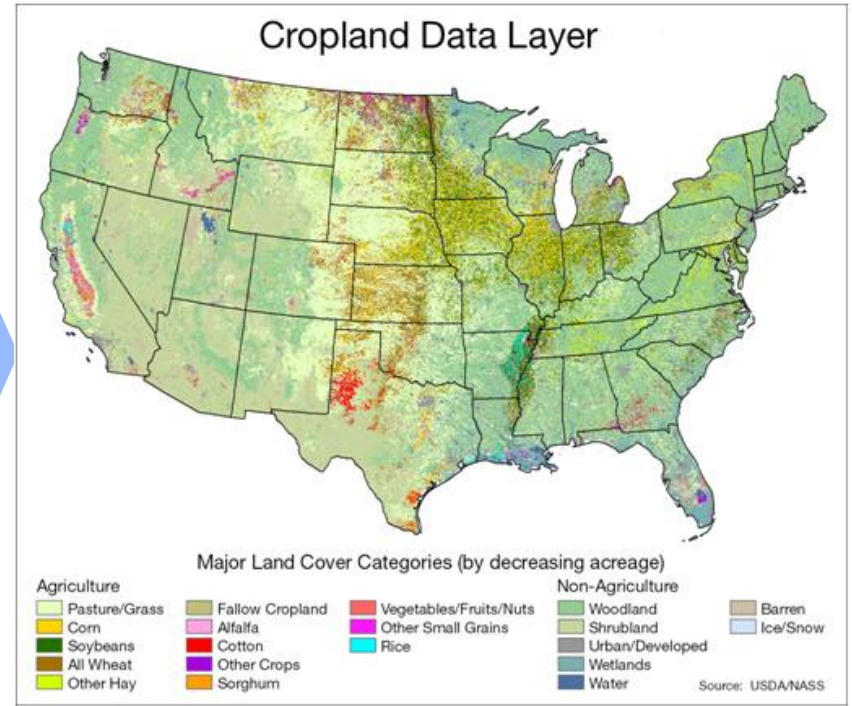 Cropland Data Layer
Major Land Cover Categories (by decreasing acreage)
Agriculture
Pasture/Grass
Corn
Soybeans
All Wheat
Other Hay
Fallow Cropland
Alfalfa
Cotton
Other Crops
Sorghum
Vegetables/Fruits/Nuts
Other Small Grains
Rice
Non-Agriculture
Woodland
Shrubland
Urban/Developed
Wetlands
Water
Barren
Ice/Snow
Source: USDA/NASS